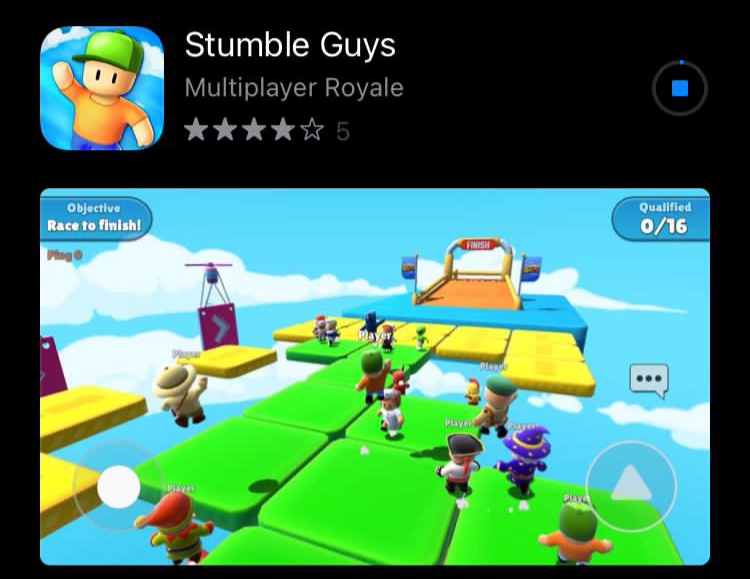 Stumble Guys
Multiplayer Royale
5
Objective
Race to finish!
Qualified
0/16
Ping 0
FINISH
Player
Player
Player
Player
Player
Player
Player